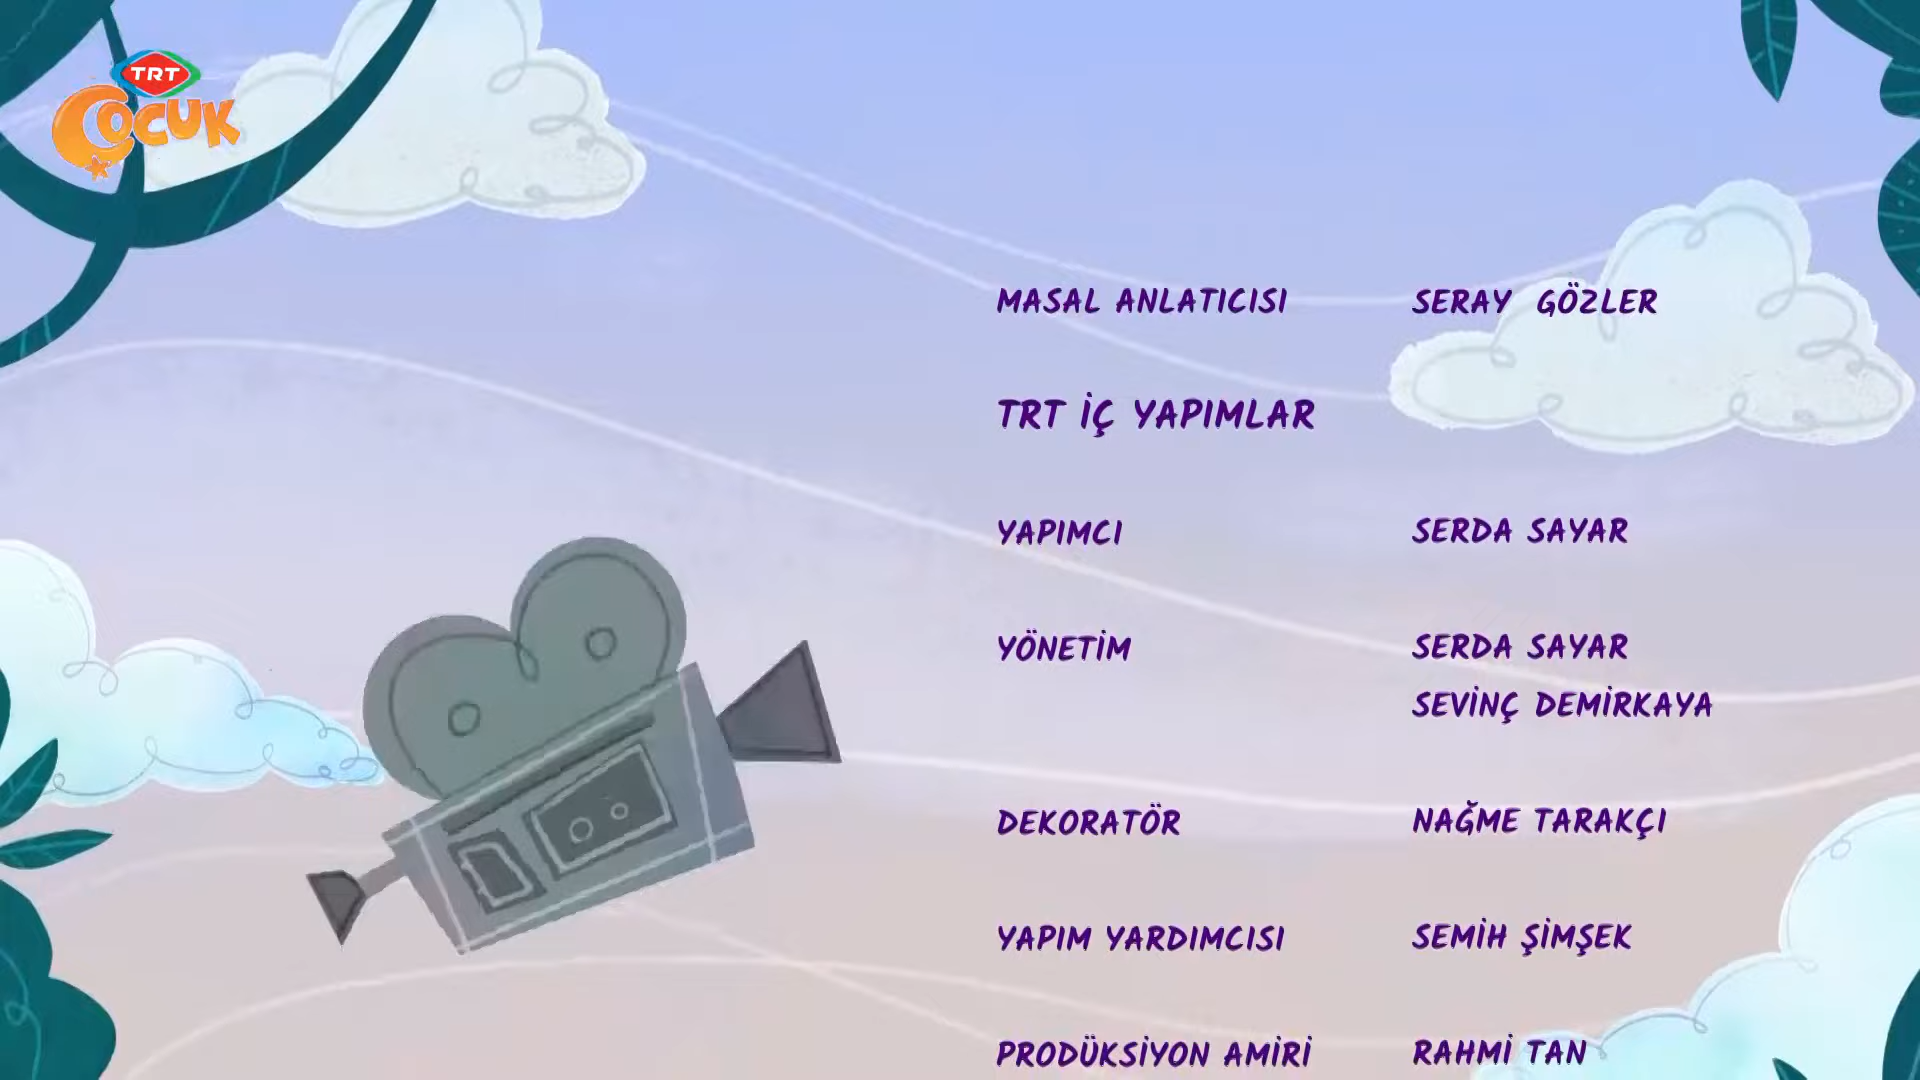 TRT
ÇOCUK
MASAL ANLATICISI SERAY GÖZLER
TRT İÇ YAPIMLAR
YAPIMCI SERDA SAYAR
YÖNETİM SERDA SAYAR
SEVİNÇ DEMİRKAYA
DEKORATÖR NAĞME TARAKÇI
YAPIM YARDIMCISI SEMİH ŞİMŞEK
PRODÜKSİYON AMİRİ RAHMİ TAN